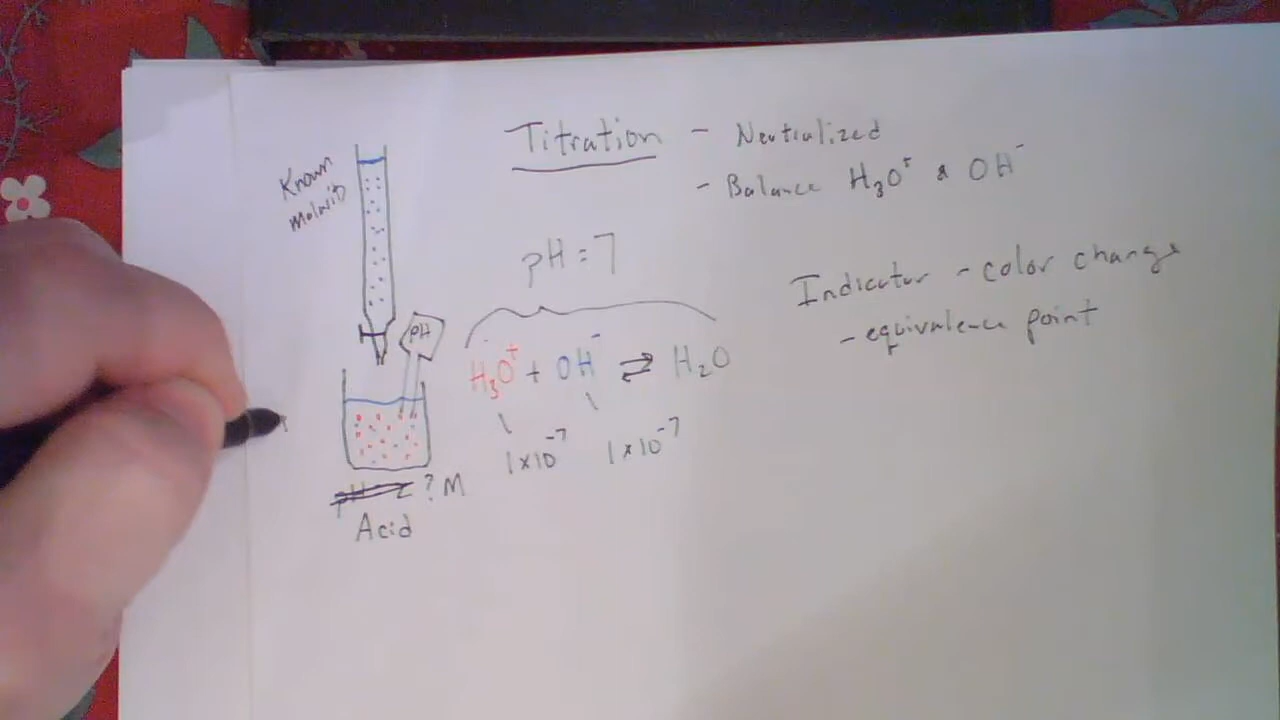 Titration - Neutralized
- Balance H₃O⁺ & OH⁻
Known
Molarity
pH = 7
Indicator - color change
- equivalence point
pH
H₃O⁺ + OH⁻ ⇌ H₂O
1×10⁻⁷ 1×10⁻⁷
? M
Acid